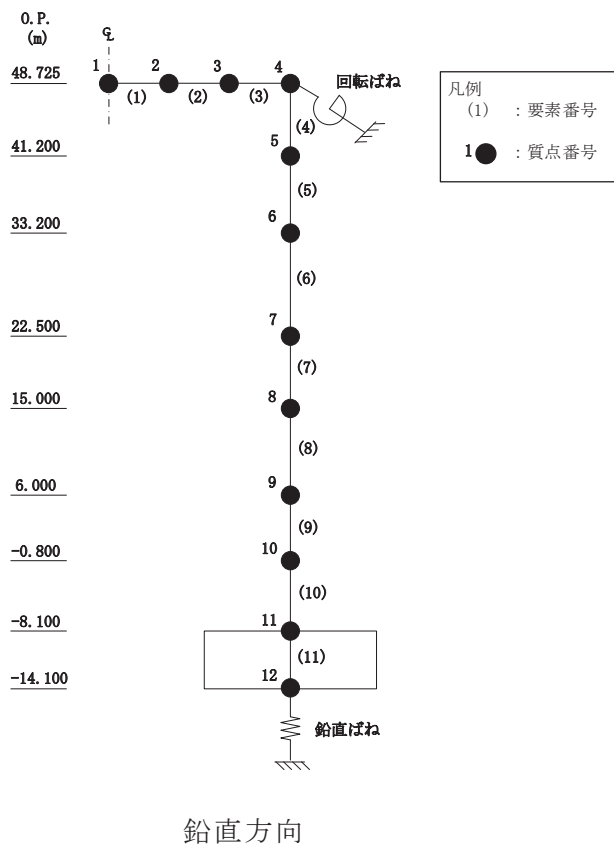 O.P.
(m)
℄
48.725
1 2 3 4
(1) (2) (3)
回転ばね
(4)
41.200
5
(5)
33.200
6
(6)
22.500
7
(7)
15.000
8
(8)
6.000
9
(9)
-0.800
10
(10)
-8.100
11
(11)
-14.100
12
鉛直ばね
凡例
(1) : 要素番号
1 : 質点番号
鉛直方向